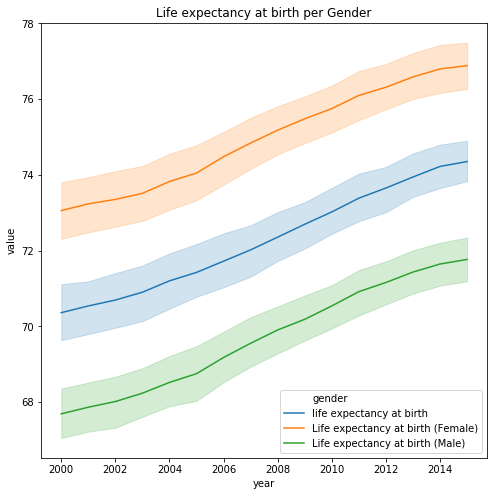 Life expectancy at birth per Gender
value
78
76
74
72
70
68
2000 2002 2004 2006 2008 2010 2012 2014
year
gender
life expectancy at birth
Life expectancy at birth (Female)
Life expectancy at birth (Male)